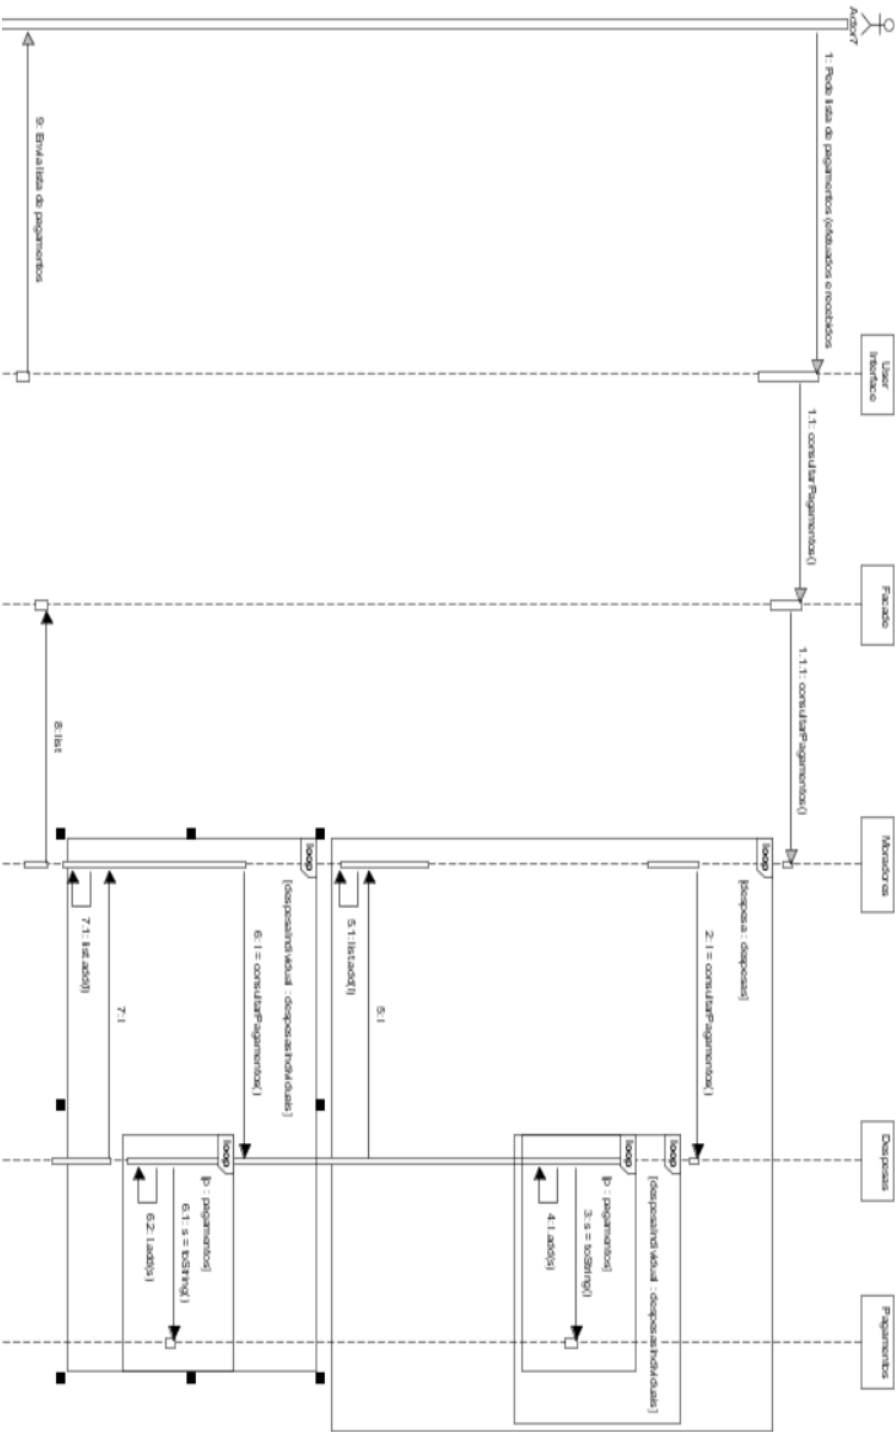 Actor7
User
Interface
Facade
Moradores
Despesas
Pagamentos
1: Pede lista de pagamentos (efetuados e recebidos
1.1: consultarPagamentos()
1.1.1: consultarPagamentos()
loop
[despesa : despesas]
2: l = consultarPagamentos()
loop
[despesaIndividual : despesasIndividuais]
loop
[p : pagamentos]
3: s = toString()
4: l.add(s)
5: l
5.1: list.add(l)
loop
[despesaIndividual : despesasIndividuais]
6: l = consultarPagamentos()
loop
[p : pagamentos]
6.1: s = toString()
6.2: l.add(s)
7: l
7.1: list.add(l)
8: list
9: Envia lista de pagamentos